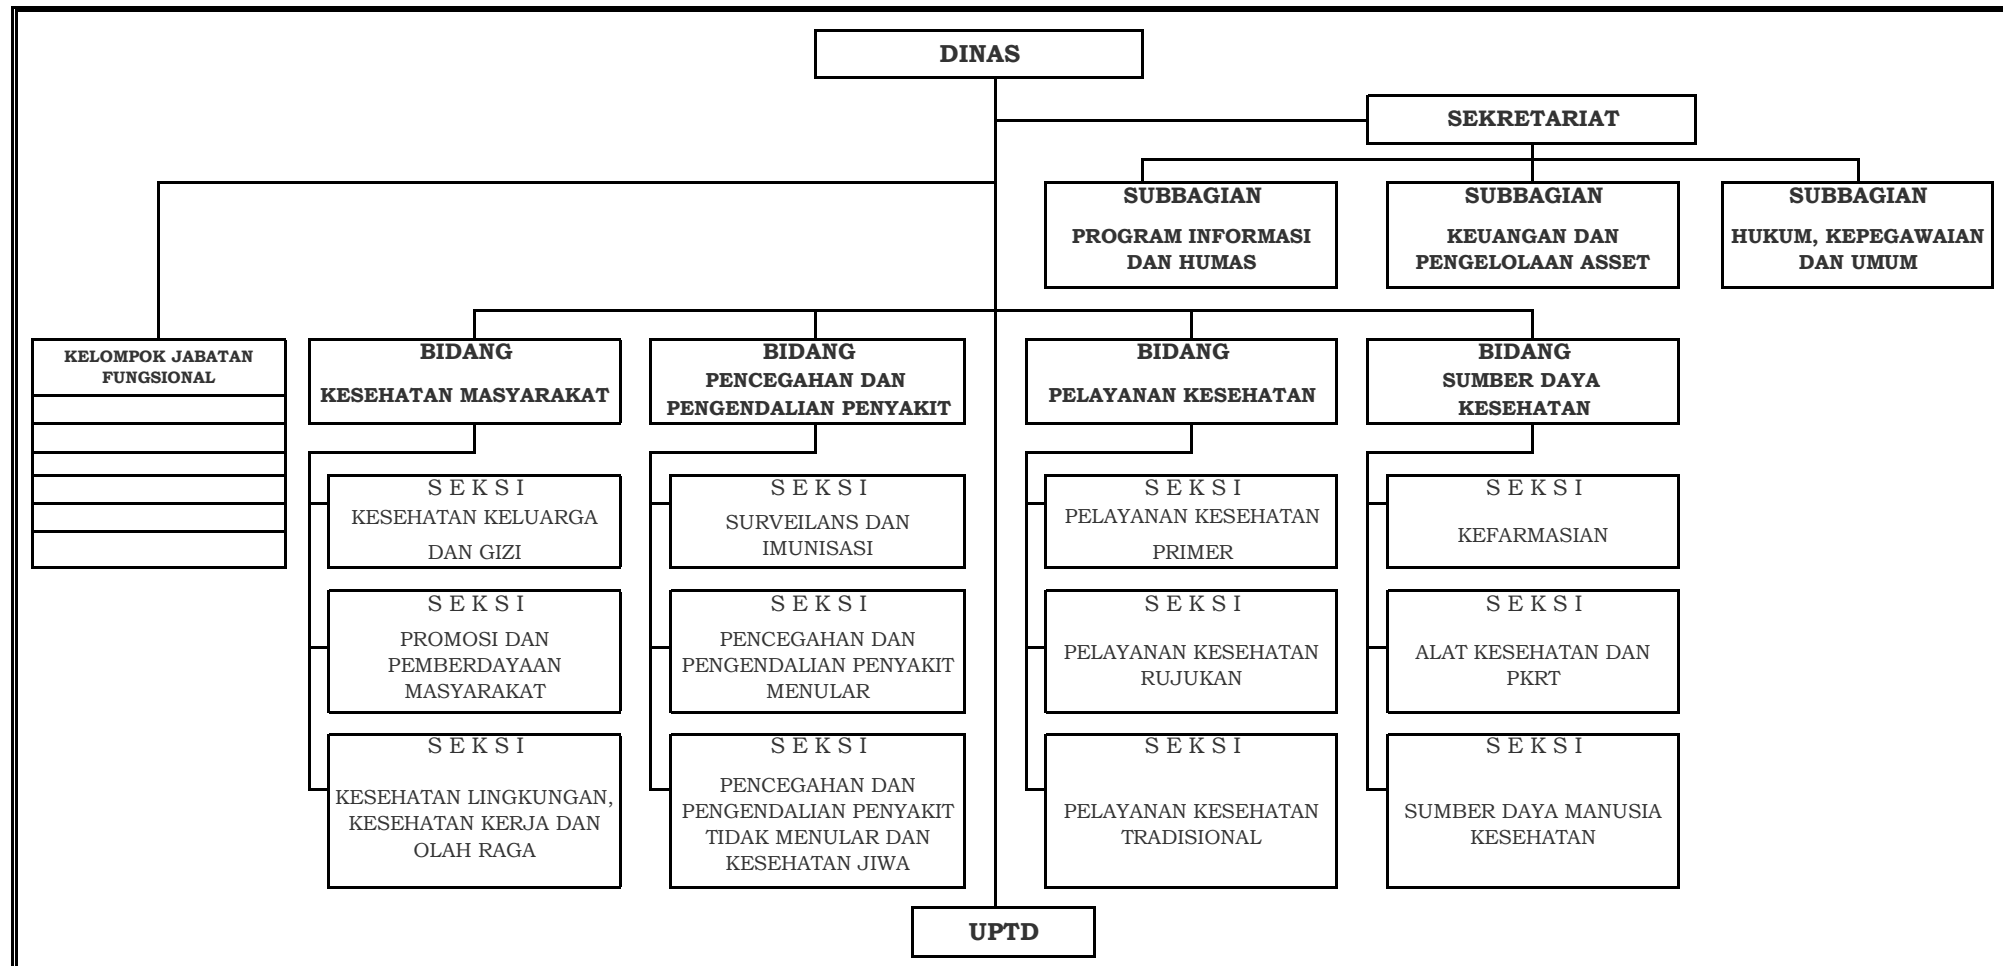 DINAS
SEKRETARIAT
SUBBAGIAN
PROGRAM INFORMASI
DAN HUMAS
SUBBAGIAN
KEUANGAN DAN
PENGELOLAAN ASSET
SUBBAGIAN
HUKUM, KEPEGAWAIAN
DAN UMUM
KELOMPOK JABATAN
FUNGSIONAL
BIDANG
KESEHATAN MASYARAKAT
BIDANG
PENCEGAHAN DAN
PENGENDALIAN PENYAKIT
BIDANG
PELAYANAN KESEHATAN
BIDANG
SUMBER DAYA
KESEHATAN
S E K S I
KESEHATAN KELUARGA
DAN GIZI
S E K S I
SURVEILANS DAN
IMUNISASI
S E K S I
PELAYANAN KESEHATAN
PRIMER
S E K S I
KEFARMASIAN
S E K S I
PROMOSI DAN
PEMBERDAYAAN
MASYARAKAT
S E K S I
PENCEGAHAN DAN
PENGENDALIAN PENYAKIT
MENULAR
S E K S I
PELAYANAN KESEHATAN
RUJUKAN
S E K S I
ALAT KESEHATAN DAN
PKRT
S E K S I
KESEHATAN LINGKUNGAN,
KESEHATAN KERJA DAN
OLAH RAGA
S E K S I
PENCEGAHAN DAN
PENGENDALIAN PENYAKIT
TIDAK MENULAR DAN
KESEHATAN JIWA
S E K S I
PELAYANAN KESEHATAN
TRADISIONAL
S E K S I
SUMBER DAYA MANUSIA
KESEHATAN
UPTD